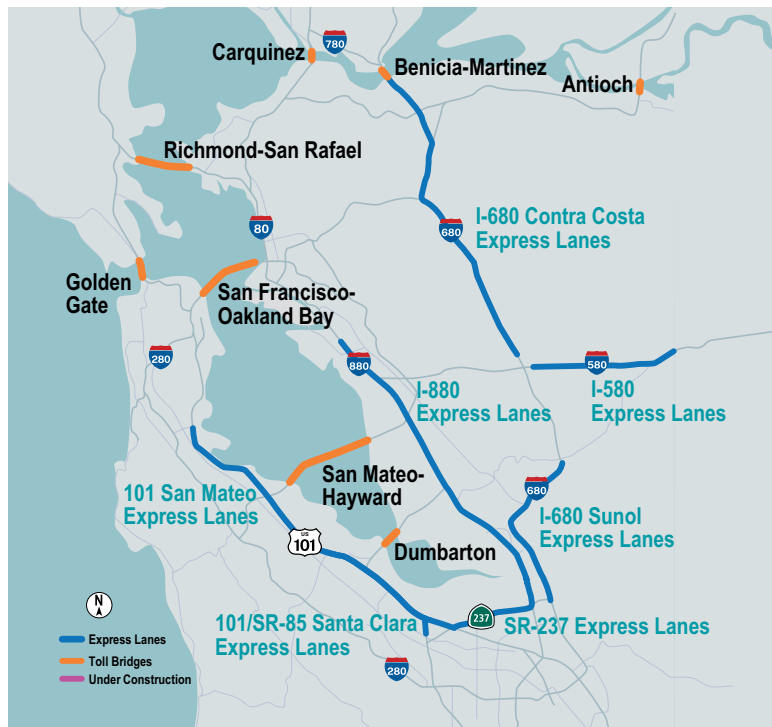 780
Carquinez
Benicia-Martinez
Antioch
Richmond-San Rafael
80
I-680 Contra Costa
Express Lanes
680
Golden
Gate
San Francisco-
Oakland Bay
280
880
580
I-880
Express Lanes
I-580
Express Lanes
San Mateo-
Hayward
101 San Mateo
Express Lanes
680
I-680 Sunol
Express Lanes
US
101
Dumbarton
N
101/SR-85 Santa Clara
Express Lanes
237
SR-237 Express Lanes
280
Express Lanes
Toll Bridges
Under Construction